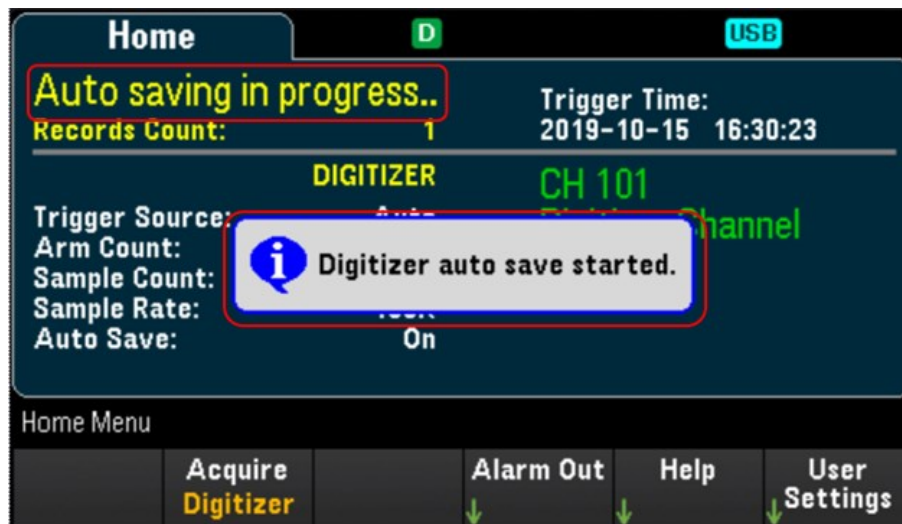 Home
D
USB
Auto saving in progress..
Trigger Time:
Records Count: 1
2019-10-15 16:30:23
DIGITIZER
CH 101
Channel
Trigger Source:
Arm Count:
Digitizer auto save started.
Sample Count:
Sample Rate:
Auto Save: On
Home Menu
Acquire
Digitizer
Alarm Out
Help
User
Settings